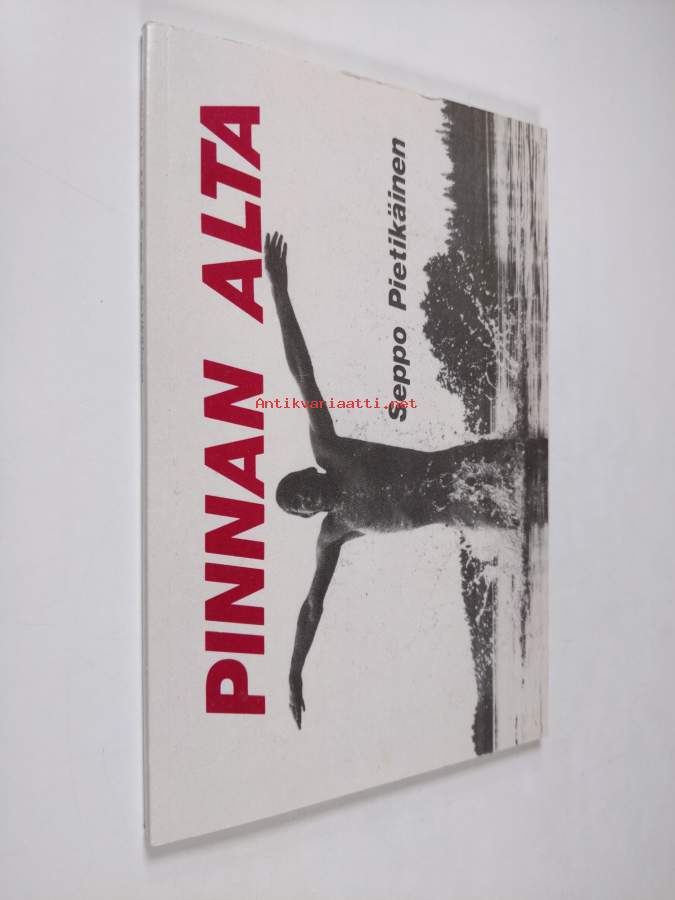 PINNAN ALTA
Seppo Pietikäinen
Antikvariaatti.net